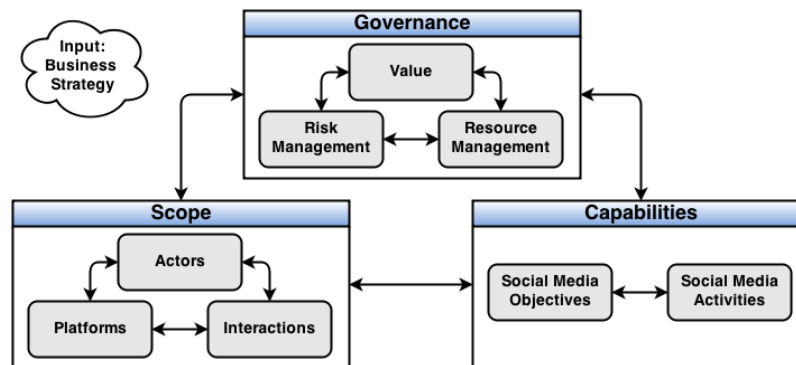 Input:
Business
Strategy
Governance
Value
Risk
Management
Resource
Management
Scope
Actors
Platforms
Interactions
Capabilities
Social Media
Objectives
Social Media
Activities